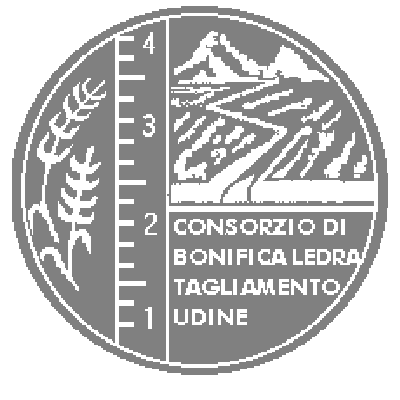 4
3
2
1
CONSORZIO DI
BONIFICA LEDRA
TAGLIAMENTO
UDINE